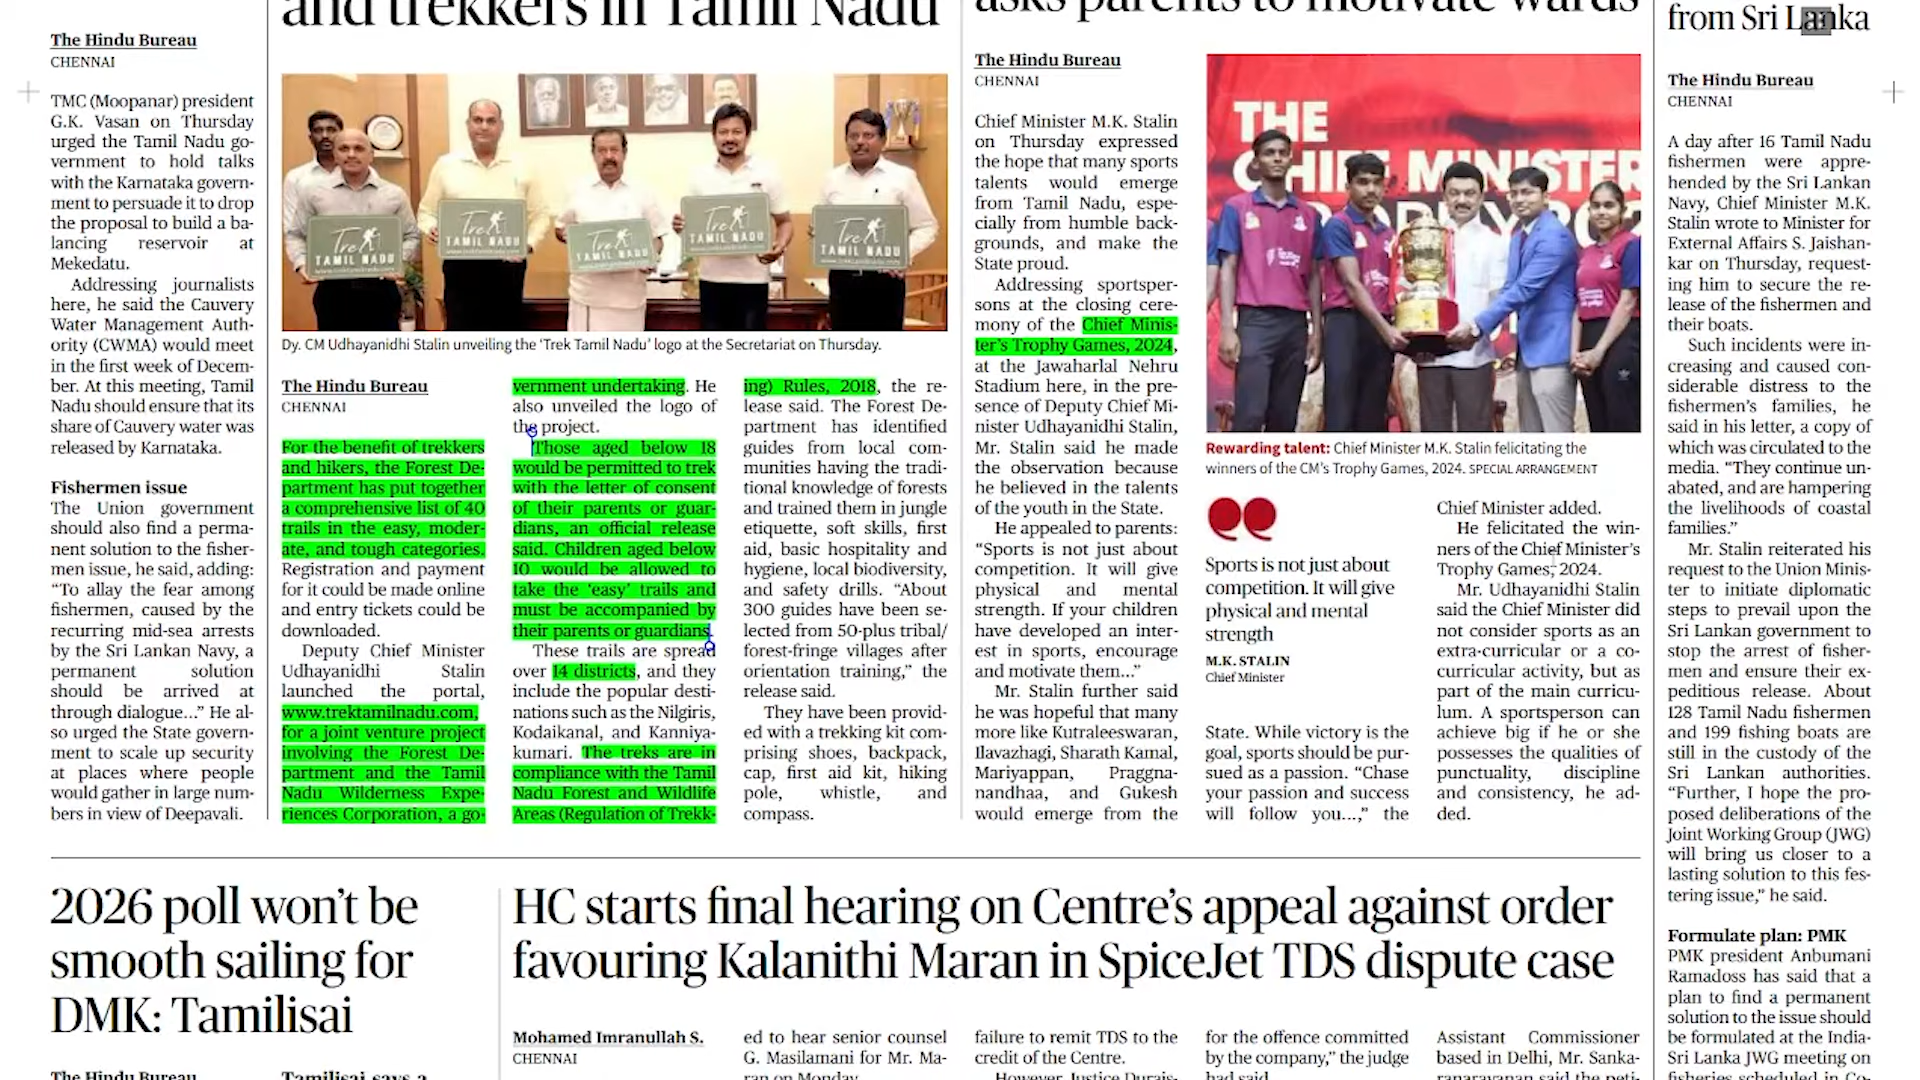 The Hindu Bureau
CHENNAI
TMC (Moopanar) president
G.K. Vasan on Thursday
urged the Tamil Nadu go-
vernment to hold talks
with the Karnataka govern-
ment to persuade it to drop
the proposal to build a ba-
lancing reservoir at
Mekedatu.
Addressing journalists
here, he said the Cauvery
Water Management Auth-
ority (CWMA) would meet
in the first week of Decem-
ber. At this meeting, Tamil
Nadu should ensure that its
share of Cauvery water was
released by Karnataka.
Fishermen issue
The Union government
should also find a perma-
nent solution to the fisher-
men issue, he said, adding:
“To allay the fear among
fishermen, caused by the
recurring mid-sea arrests
by the Sri Lankan Navy, a
permanent solution
should be arrived at
through dialogue...” He al-
so urged the State govern-
ment to scale up security
at places where people
would gather in large num-
bers in view of Deepavali.
and trekkers in Tamil Nadu
Trek
TAMIL NADU
www.trektamilnadu.com
Trek
TAMIL NADU
Trek
TAMIL NADU
Trek
TAMIL NADU
Trek
TAMIL NADU
Dy. CM Udhayanidhi Stalin unveiling the ‘Trek Tamil Nadu’ logo at the Secretariat on Thursday.
The Hindu Bureau
CHENNAI
For the benefit of trekkers
and hikers, the Forest De-
partment has put together
a comprehensive list of 40
trails in the easy, moder-
ate, and tough categories.
Registration and payment
for it could be made online
and entry tickets could be
downloaded.
Deputy Chief Minister
Udhayanidhi Stalin
launched the portal,
www.trektamilnadu.com,
for a joint venture project
involving the Forest De-
partment and the Tamil
Nadu Wilderness Expe-
riences Corporation, a go-
vernment undertaking. He
also unveiled the logo of
the project.
Those aged below 18
would be permitted to trek
with the letter of consent
of their parents or guar-
dians, an official release
said. Children aged below
10 would be allowed to
take the ‘easy’ trails and
must be accompanied by
their parents or guardians.
These trails are spread
over 14 districts, and they
include the popular desti-
nations such as the Nilgiris,
Kodaikanal, and Kanniya-
kumari. The treks are in
compliance with the Tamil
Nadu Forest and Wildlife
Areas (Regulation of Trekk-
ing) Rules, 2018, the re-
lease said. The Forest De-
partment has identified
guides from local com-
munities having the tradi-
tional knowledge of forests
and trained them in jungle
etiquette, soft skills, first
aid, basic hospitality and
hygiene, local biodiversity,
and safety drills. “About
300 guides have been se-
lected from 50-plus tribal/
forest-fringe villages after
orientation training,” the
release said.
They have been provid-
ed with a trekking kit com-
prising shoes, backpack,
cap, first aid kit, hiking
pole, whistle, and
compass.
asks parents to motivate wards
The Hindu Bureau
CHENNAI
Chief Minister M.K. Stalin
on Thursday expressed
the hope that many sports
talents would emerge
from Tamil Nadu, espe-
cially from humble back-
grounds, and make the
State proud.
Addressing sportsper-
sons at the closing cere-
mony of the Chief Minis-
ter’s Trophy Games, 2024,
at the Jawaharlal Nehru
Stadium here, in the pre-
sence of Deputy Chief Mi-
nister Udhayanidhi Stalin,
Mr. Stalin said he made
the observation because
he believed in the talents
of the youth in the State.
He appealed to parents:
“Sports is not just about
competition. It will give
physical and mental
strength. If your children
have developed an inter-
est in sports, encourage
and motivate them...”
Mr. Stalin further said
he was hopeful that many
more like Kutraleeswaran,
Ilavazhagi, Sharath Kamal,
Mariyappan, Praggna-
nandhaa, and Gukesh
would emerge from the
THE
CHIEF MINISTER
Rewarding talent: Chief Minister M.K. Stalin felicitating the
winners of the CM’s Trophy Games, 2024. SPECIAL ARRANGEMENT
Sports is not just about
competition. It will give
physical and mental
strength
M.K. STALIN
Chief Minister
State. While victory is the
goal, sports should be pur-
sued as a passion. “Chase
your passion and success
will follow you...,” the
Chief Minister added.
He felicitated the win-
ners of the Chief Minister’s
Trophy Games, 2024.
Mr. Udhayanidhi Stalin
said the Chief Minister did
not consider sports as an
extra-curricular or a co-
curricular activity, but as
part of the main curricu-
lum. A sportsperson can
achieve big if he or she
possesses the qualities of
punctuality, discipline
and consistency, he ad-
ded.
from Sri Lanka
The Hindu Bureau
CHENNAI
A day after 16 Tamil Nadu
fishermen were appre-
hended by the Sri Lankan
Navy, Chief Minister M.K.
Stalin wrote to Minister for
External Affairs S. Jaishan-
kar on Thursday, request-
ing him to secure the re-
lease of the fishermen and
their boats.
Such incidents were in-
creasing and caused con-
siderable distress to the
fishermen’s families, he
said in his letter, a copy of
which was circulated to the
media. “They continue un-
abated, and are hampering
the livelihoods of coastal
families.”
Mr. Stalin reiterated his
request to the Union Minis-
ter to initiate diplomatic
steps to prevail upon the
Sri Lankan government to
stop the arrest of fisher-
men and ensure their ex-
peditious release. About
128 Tamil Nadu fishermen
and 199 fishing boats are
still in the custody of the
Sri Lankan authorities.
“Further, I hope the pro-
posed deliberations of the
Joint Working Group (JWG)
will bring us closer to a
lasting solution to this fes-
tering issue,” he said.
Formulate plan: PMK
PMK president Anbumani
Ramadoss has said that a
plan to find a permanent
solution to the issue should
be formulated at the India-
Sri Lanka JWG meeting on
fisheries scheduled in Co-
2026 poll won’t be
smooth sailing for
DMK: Tamilisai
The Hindu Bureau
Tamilisai says a
HC starts final hearing on Centre’s appeal against order
favouring Kalanithi Maran in SpiceJet TDS dispute case
Mohamed Imranullah S.
CHENNAI
ed to hear senior counsel
G. Masilamani for Mr. Ma-
ran on Monday.
failure to remit TDS to the
credit of the Centre.
However, Justice Durais-
for the offence committed
by the company,” the judge
had said.
Assistant Commissioner
based in Delhi, Mr. Sanka-
ranarayanan said the peti-